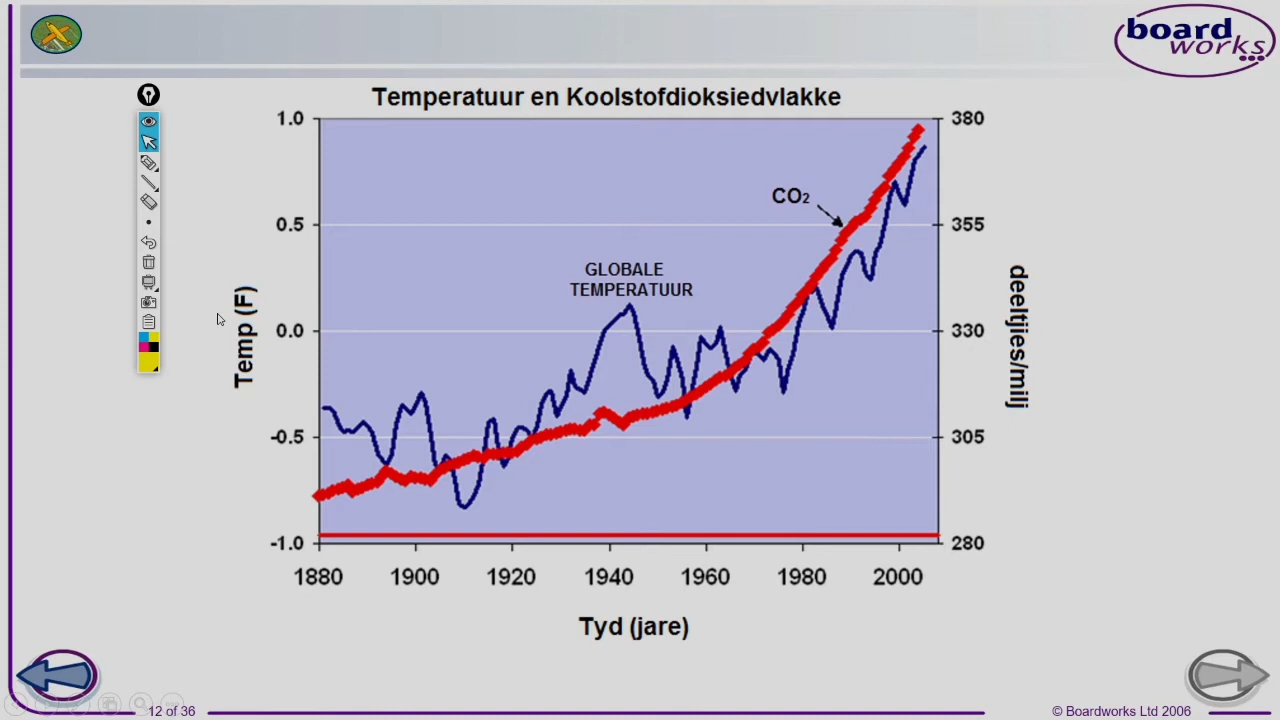 board
works
Temperatuur en Koolstofdioksiedvlakke
1.0
0.5
0.0
-0.5
-1.0
Temp (F)
380
355
330
305
280
deeltjies/milj
CO₂
GLOBALE
TEMPERATUUR
1880 1900 1920 1940 1960 1980 2000
Tyd (jare)
12 of 36
© Boardworks Ltd 2006